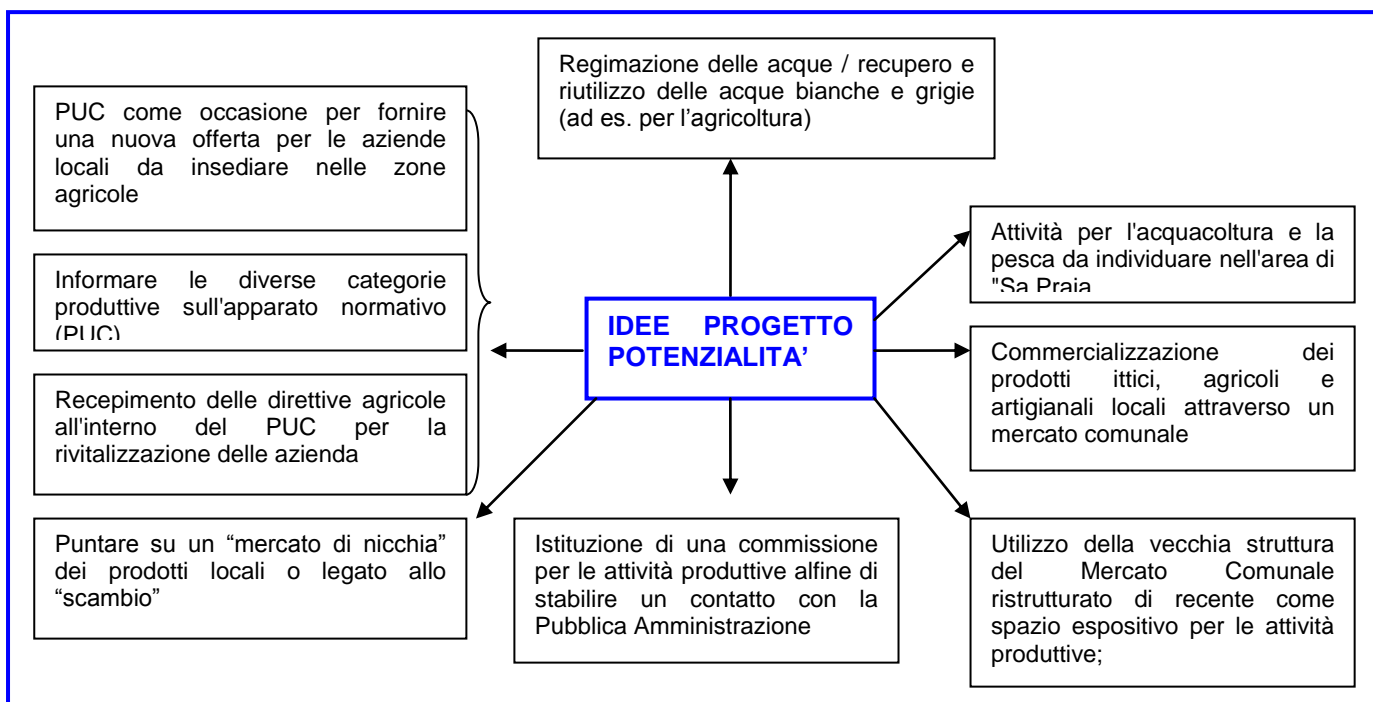 Regimazione delle acque / recupero e
riutilizzo delle acque bianche e grigie
(ad es. per l'agricoltura)
PUC come occasione per fornire
una nuova offerta per le aziende
locali da insediare nelle zone
agricole
Informare le diverse categorie
produttive sull'apparato normativo
(PUC)
Recepimento delle direttive agricole
all'interno del PUC per la
rivitalizzazione delle azienda
Puntare su un “mercato di nicchia”
dei prodotti locali o legato allo
“scambio”
IDEE PROGETTO
POTENZIALITA’
Istituzione di una commissione
per le attività produttive alfine di
stabilire un contatto con la
Pubblica Amministrazione
Attività per l'acquacoltura e la
pesca da individuare nell'area di
"Sa Praia
Commercializzazione dei
prodotti ittici, agricoli e
artigianali locali attraverso un
mercato comunale
Utilizzo della vecchia struttura
del Mercato Comunale
ristrutturato di recente come
spazio espositivo per le attività
produttive;